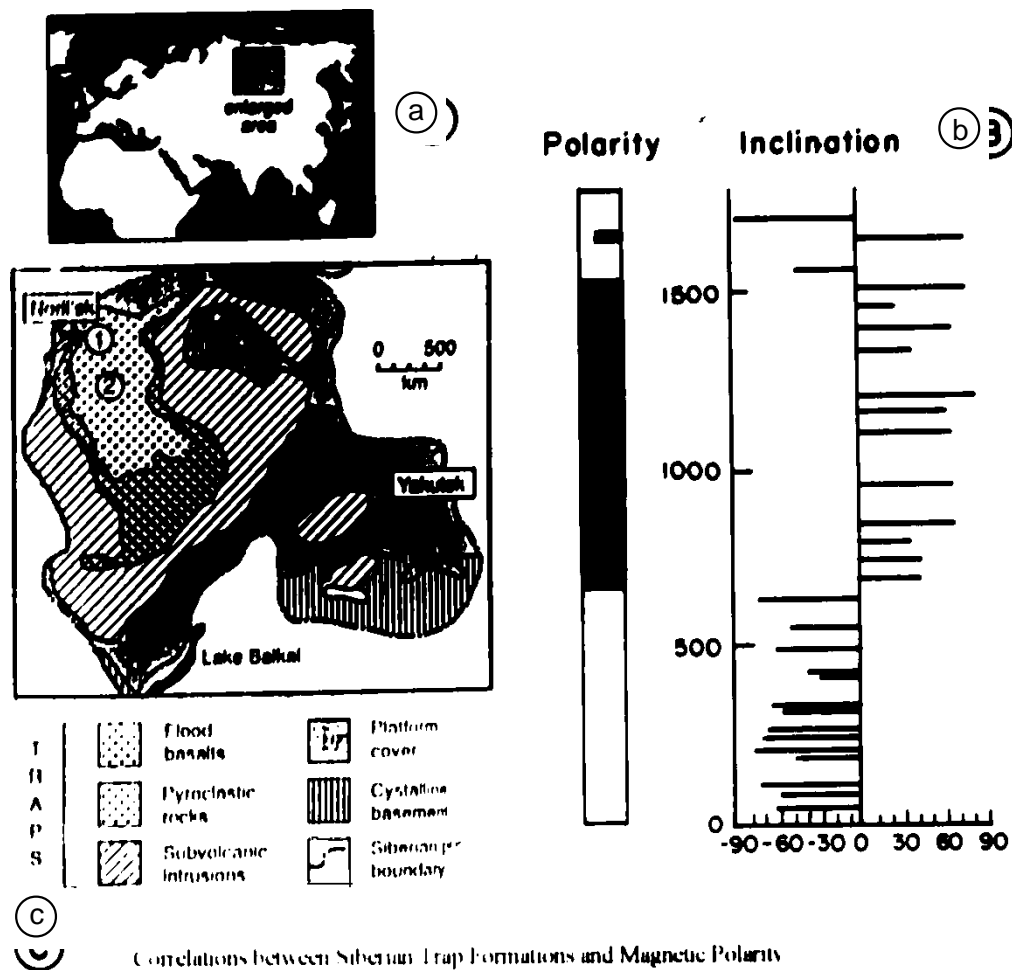 enlarged
area
a
Noril'sk
1
2
0 500
km
Yakutsk
Lake Baikal
T R A P S
Flood
basalts
Pyroclastic
rocks
Subvolcanic
Intrusions
Platform
cover
Cystalline
basement
Siberian
boundary
Polarity
Inclination
b
1500
1000
500
0
-90 -60 -30 0 30 60 90
c
Correlations between Siberian Trap Formations and Magnetic Polarity